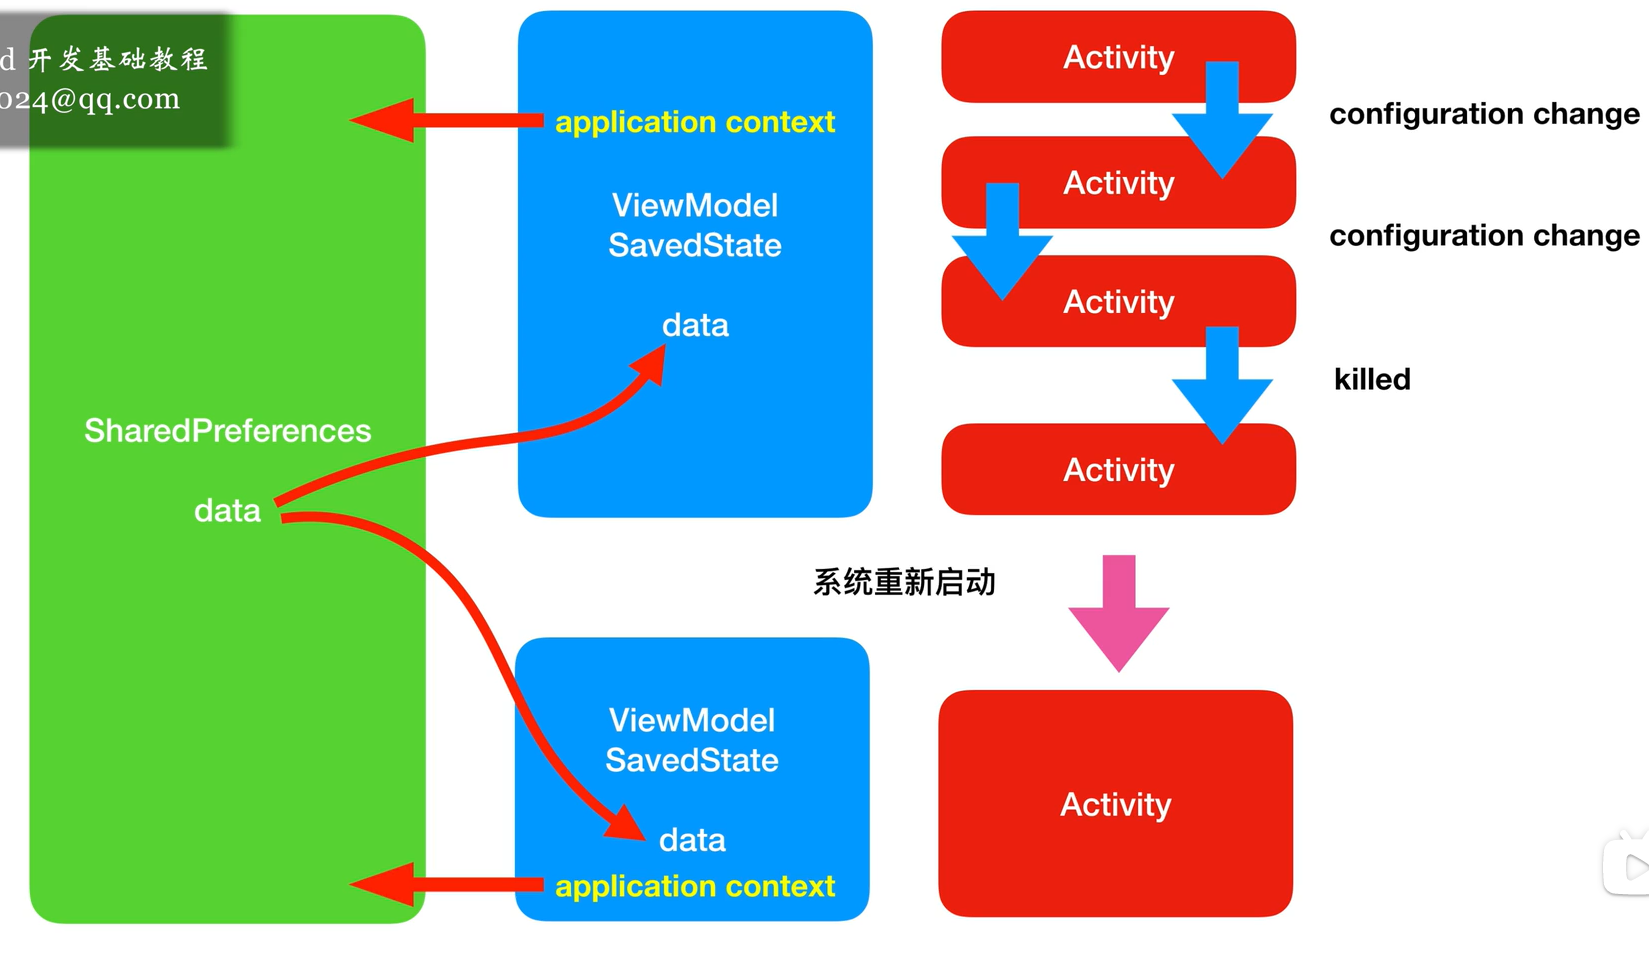 d 开发基础教程
024@qq.com
application context
ViewModel
SavedState
data
SharedPreferences
data
Activity
configuration change
Activity
configuration change
Activity
killed
Activity
系统重新启动
ViewModel
SavedState
data
application context
Activity